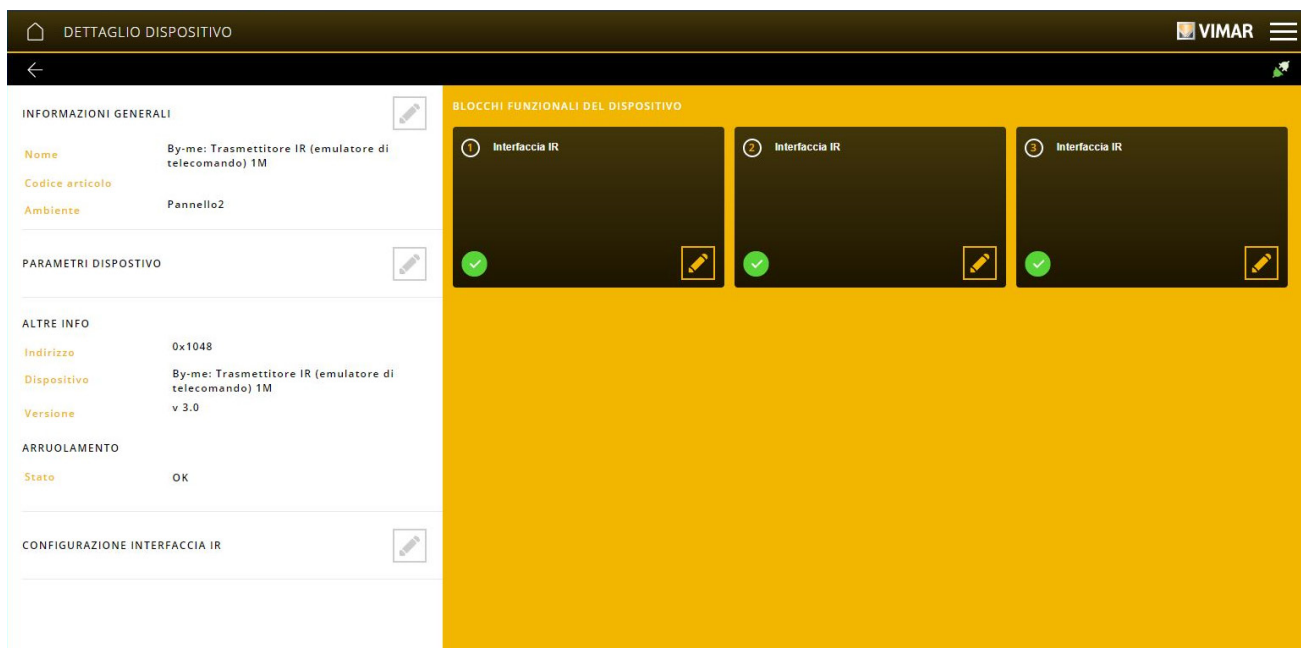 DETTAGLIO DISPOSITIVO
VIMAR
INFORMAZIONI GENERALI
Nome
By-me: Trasmettitore IR (emulatore di
telecomando) 1M
Codice articolo
Ambiente
Pannello2
PARAMETRI DISPOSTIVO
ALTRE INFO
Indirizzo
0x1048
Dispositivo
By-me: Trasmettitore IR (emulatore di
telecomando) 1M
Versione
v 3.0
ARRUOLAMENTO
Stato
OK
CONFIGURAZIONE INTERFACCIA IR
BLOCCHI FUNZIONALI DEL DISPOSITIVO
1 Interfaccia IR
2 Interfaccia IR
3 Interfaccia IR